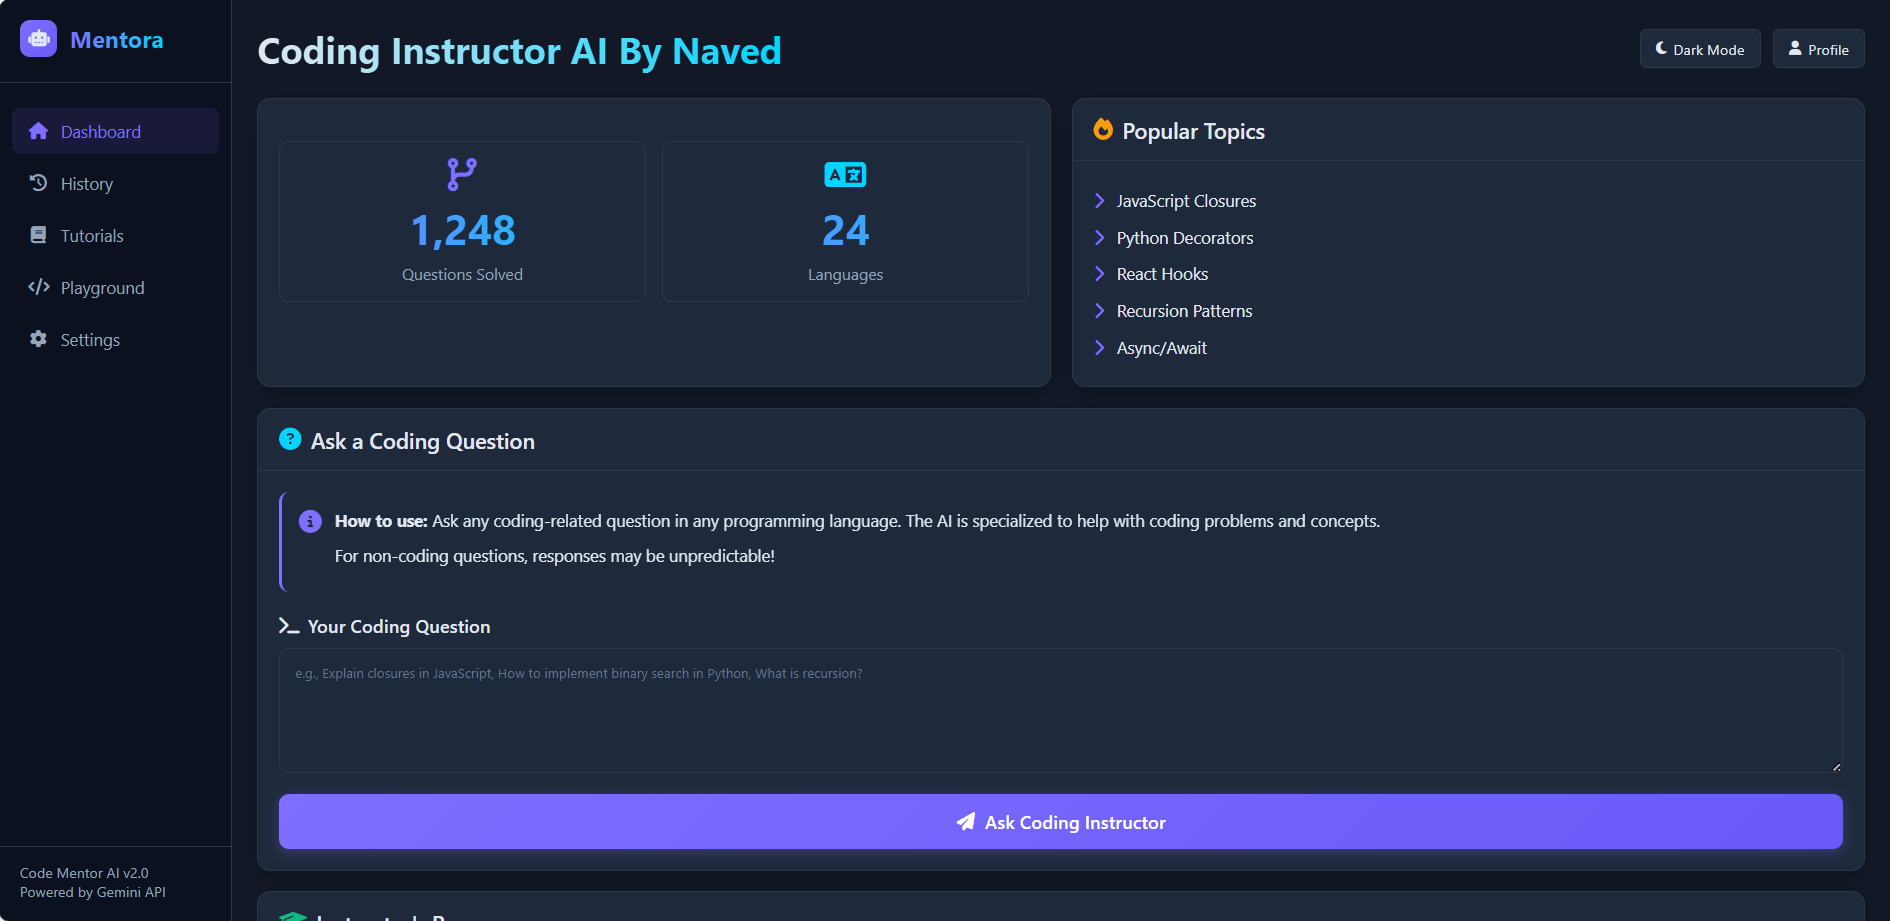 Mentora
Dashboard
History
Tutorials
Playground
Settings
Code Mentor AI v2.0
Powered by Gemini API
Coding Instructor AI By Naved
Dark Mode
Profile
1,248
Questions Solved
24
Languages
Popular Topics
JavaScript Closures
Python Decorators
React Hooks
Recursion Patterns
Async/Await
Ask a Coding Question
How to use: Ask any coding-related question in any programming language. The AI is specialized to help with coding problems and concepts.
For non-coding questions, responses may be unpredictable!
Your Coding Question
e.g., Explain closures in JavaScript, How to implement binary search in Python, What is recursion?
Ask Coding Instructor